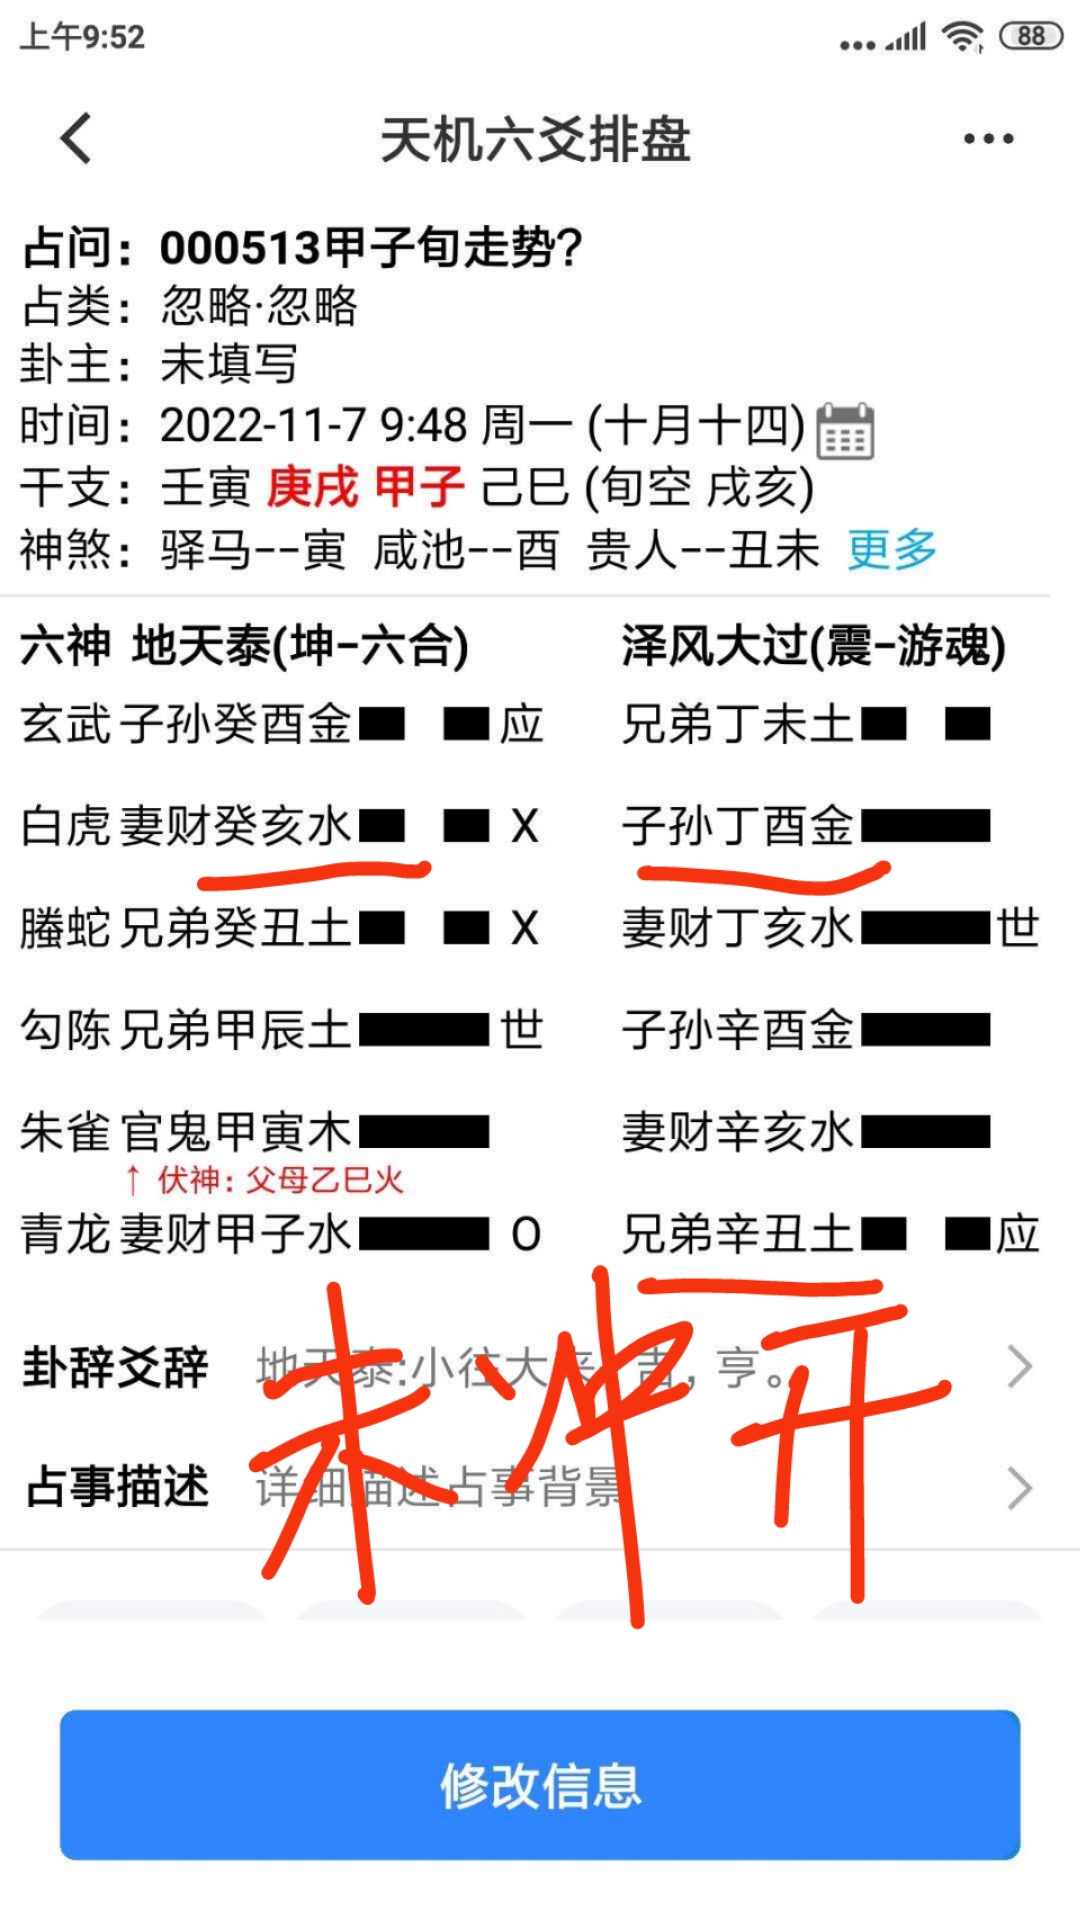 上午9:52
88
天机六爻排盘
占问：000513甲子旬走势？
占类：忽略·忽略
卦主：未填写
时间：2022-11-7 9:48 周一 (十月十四)
干支：壬寅 庚戌 甲子 己巳 (旬空 戌亥)
神煞：驿马--寅 咸池--酉 贵人--丑未 更多
六神 地天泰(坤-六合) 泽风大过(震-游魂)
玄武 子孙癸酉金 应 兄弟丁未土
白虎 妻财癸亥水 X 子孙丁酉金
螣蛇 兄弟癸丑土 X 妻财丁亥水 世
勾陈 兄弟甲辰土 世 子孙辛酉金
朱雀 官鬼甲寅木 妻财辛亥水
↑ 伏神：父母乙巳火
青龙 妻财甲子水 O 兄弟辛丑土 应
卦辞爻辞 地天泰:小往大来，吉，亨。
占事描述 详细描述占事背景
未冲开
修改信息